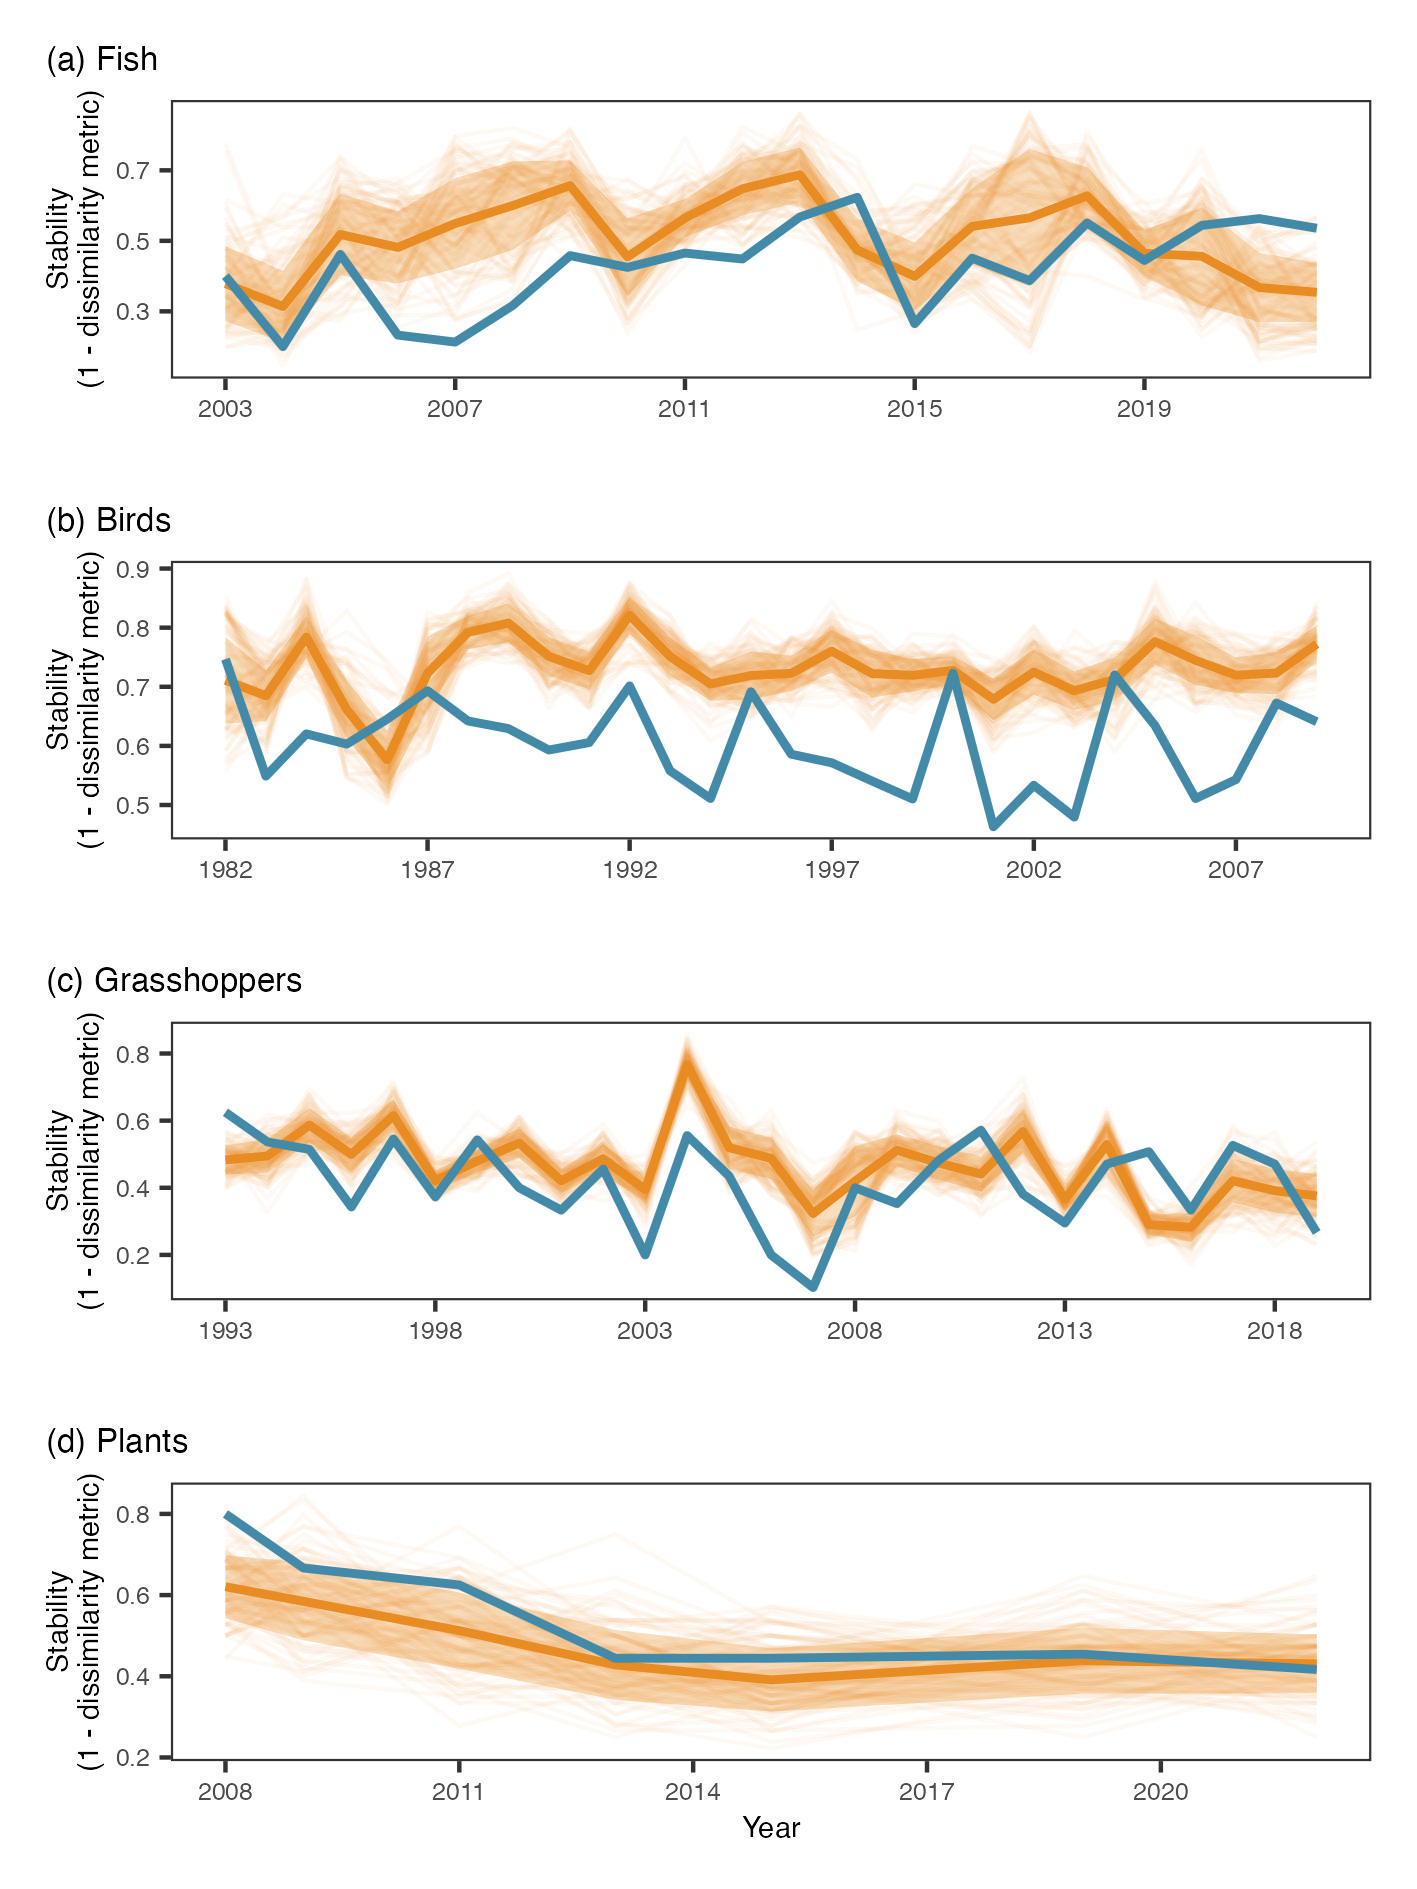 (a) Fish
Stability
(1 - dissimilarity metric)
0.7
0.5
0.3
2003 2007 2011 2015 2019
(b) Birds
Stability
(1 - dissimilarity metric)
0.9
0.8
0.7
0.6
0.5
1982 1987 1992 1997 2002 2007
(c) Grasshoppers
Stability
(1 - dissimilarity metric)
0.8
0.6
0.4
0.2
1993 1998 2003 2008 2013 2018
(d) Plants
Stability
(1 - dissimilarity metric)
0.8
0.6
0.4
0.2
2008 2011 2014 2017 2020
Year